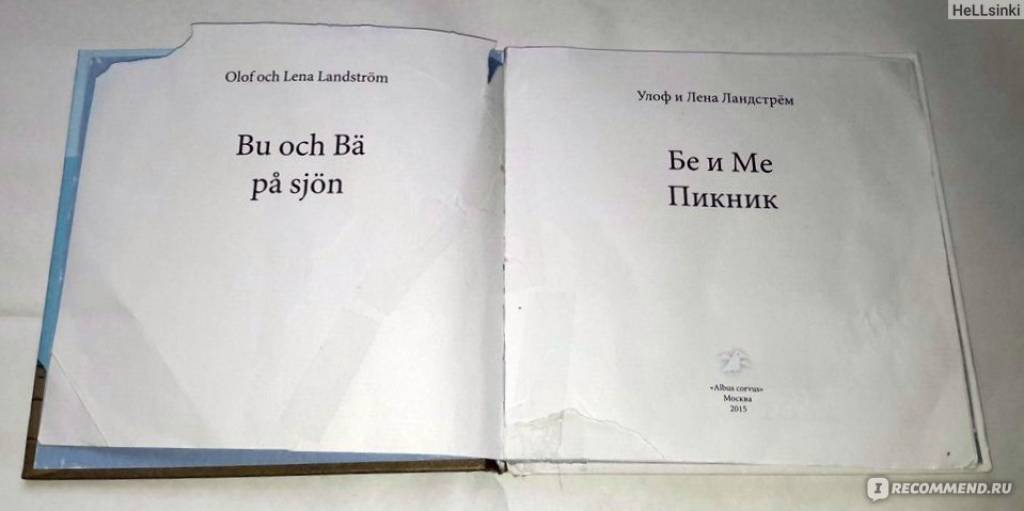 HeLLsinki
Olof och Lena Landström
Bu och Bä
på sjön
Улоф и Лена Ландстрём
Бе и Ме
Пикник
«Albus corvus»
Москва
2015
I RECOMMEND.RU